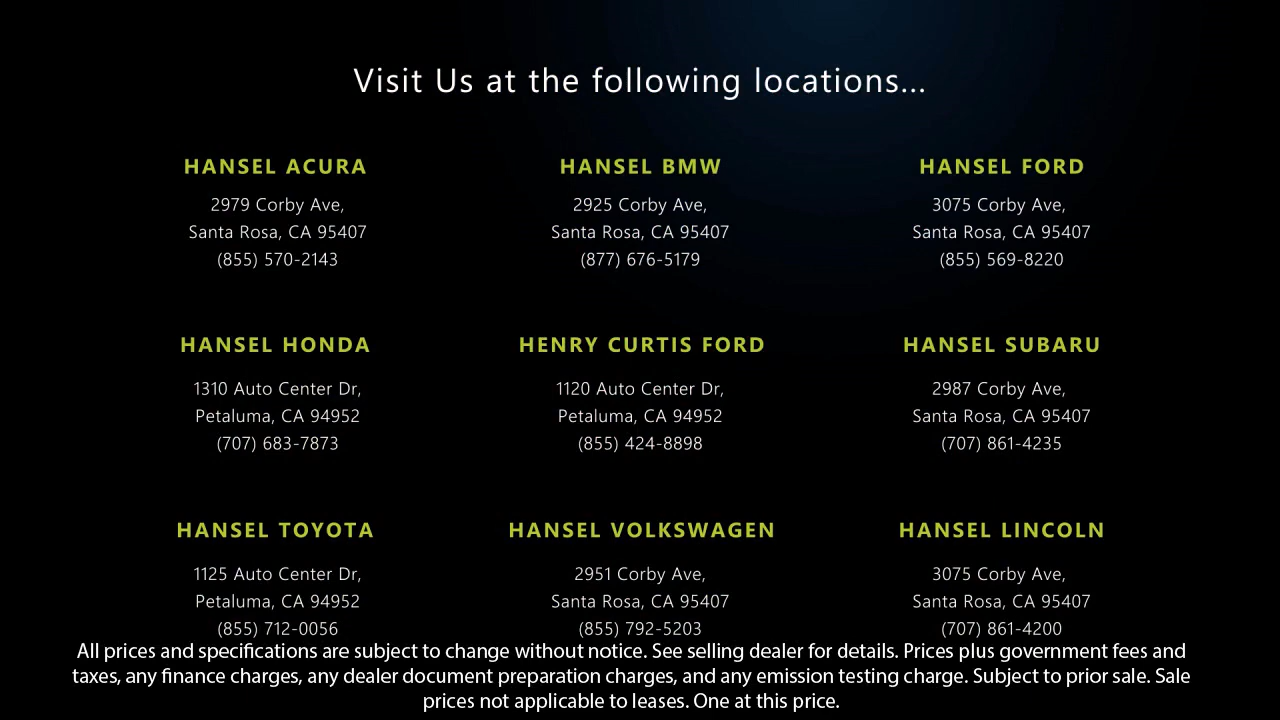 Visit Us at the following locations...
HANSEL ACURA
2979 Corby Ave,
Santa Rosa, CA 95407
(855) 570-2143
HANSEL BMW
2925 Corby Ave,
Santa Rosa, CA 95407
(877) 676-5179
HANSEL FORD
3075 Corby Ave,
Santa Rosa, CA 95407
(855) 569-8220
HANSEL HONDA
1310 Auto Center Dr,
Petaluma, CA 94952
(707) 683-7873
HENRY CURTIS FORD
1120 Auto Center Dr,
Petaluma, CA 94952
(855) 424-8898
HANSEL SUBARU
2987 Corby Ave,
Santa Rosa, CA 95407
(707) 861-4235
HANSEL TOYOTA
1125 Auto Center Dr,
Petaluma, CA 94952
(855) 712-0056
HANSEL VOLKSWAGEN
2951 Corby Ave,
Santa Rosa, CA 95407
(855) 792-5203
HANSEL LINCOLN
3075 Corby Ave,
Santa Rosa, CA 95407
(707) 861-4200
All prices and specifications are subject to change without notice. See selling dealer for details. Prices plus government fees and
taxes, any finance charges, any dealer document preparation charges, and any emission testing charge. Subject to prior sale. Sale
prices not applicable to leases. One at this price.